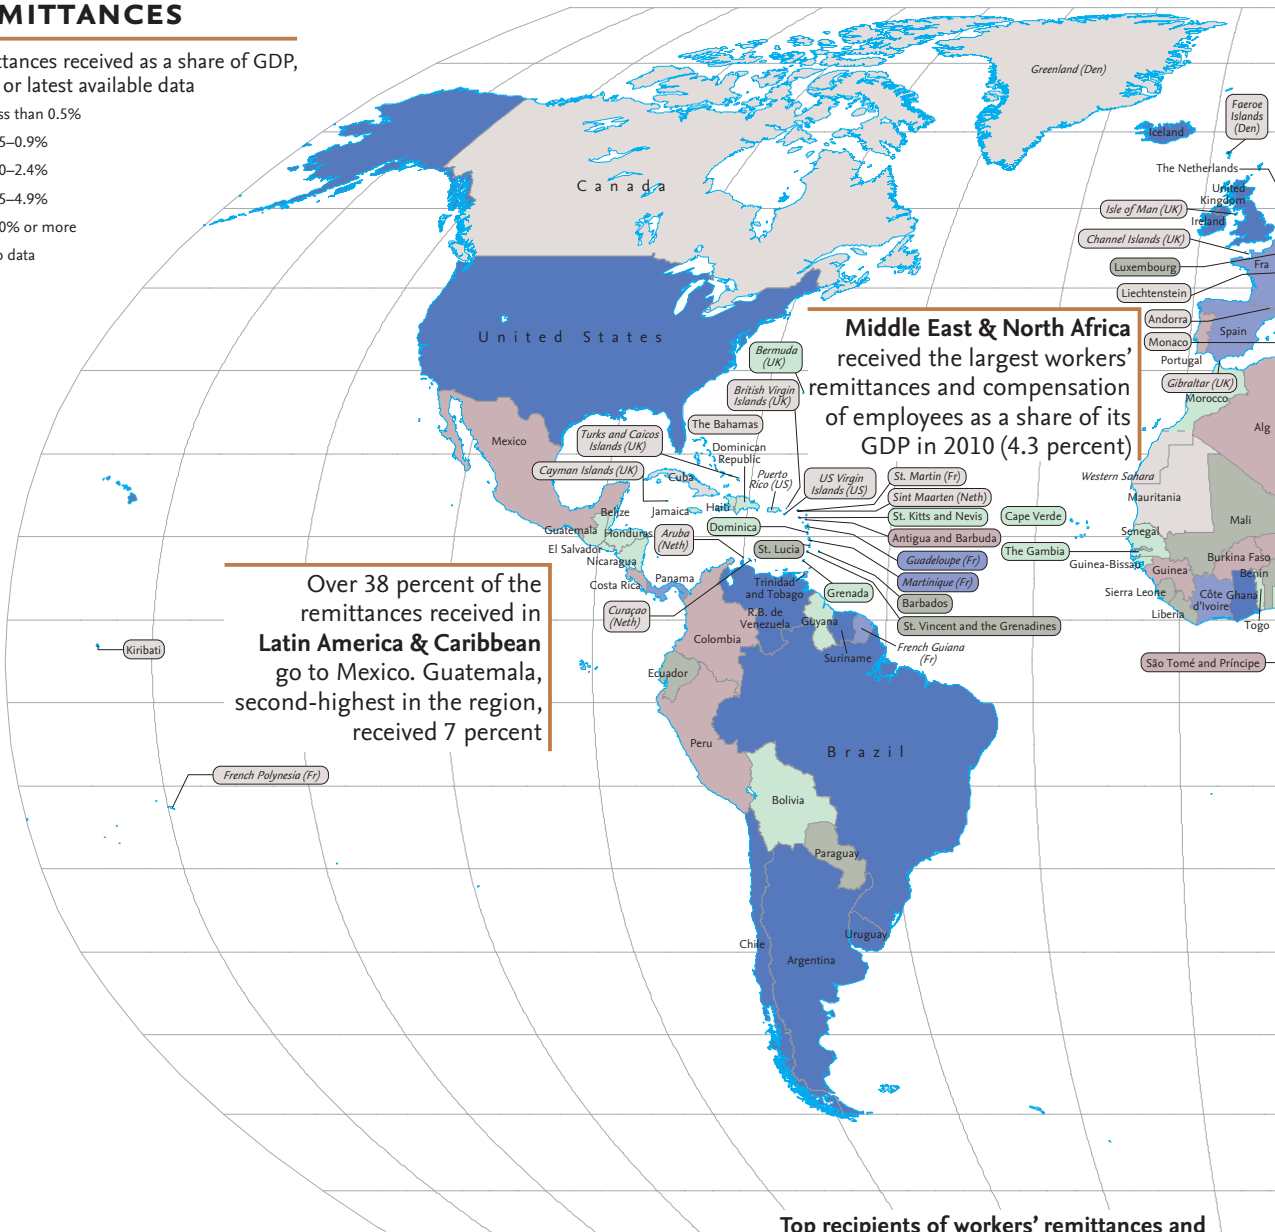 MITTANCES
ttances received as a share of GDP,
or latest available data
ss than 0.5%
5–0.9%
0–2.4%
5–4.9%
0% or more
o data
Greenland (Den)
Faeroe
Islands
(Den)
Iceland
The Netherlands
Canada
United
Kingdom
Isle of Man (UK)
Ireland
Channel Islands (UK)
Luxembourg
Fra
Liechtenstein
Andorra
Spain
Monaco
Portugal
Gibraltar (UK)
Morocco
Alg
United States
Middle East & North Africa
received the largest workers’
remittances and compensation
of employees as a share of its
GDP in 2010 (4.3 percent)
Bermuda
(UK)
British Virgin
Islands (UK)
The Bahamas
Turks and Caicos
Islands (UK)
Mexico
Dominican
Republic
Cayman Islands (UK)
Cuba
Puerto
Rico (US)
US Virgin
Islands (US)
St. Martin (Fr)
Sint Maarten (Neth)
St. Kitts and Nevis
Antigua and Barbuda
Guadeloupe (Fr)
Martinique (Fr)
Barbados
St. Vincent and the Grenadines
Western Sahara
Mauritania
Cape Verde
Mali
Senegal
The Gambia
Guinea-Bissau
Burkina Faso
Guinea
Benin
Sierra Leone
Côte
d'Ivoire
Ghana
Liberia
Togo
São Tomé and Príncipe
Belize
Jamaica
Haiti
Guatemala
Honduras
Dominica
Aruba
(Neth)
El Salvador
Nicaragua
St. Lucia
Costa Rica
Panama
Trinidad
and Tobago
Grenada
Curaçao
(Neth)
R.B. de
Venezuela
Guyana
Colombia
French Guiana
(Fr)
Suriname
Ecuador
Over 38 percent of the
remittances received in
Latin America & Caribbean
go to Mexico. Guatemala,
second-highest in the region,
received 7 percent
Kiribati
French Polynesia (Fr)
Peru
Brazil
Bolivia
Paraguay
Chile
Uruguay
Argentina
Top recipients of workers’ remittances and